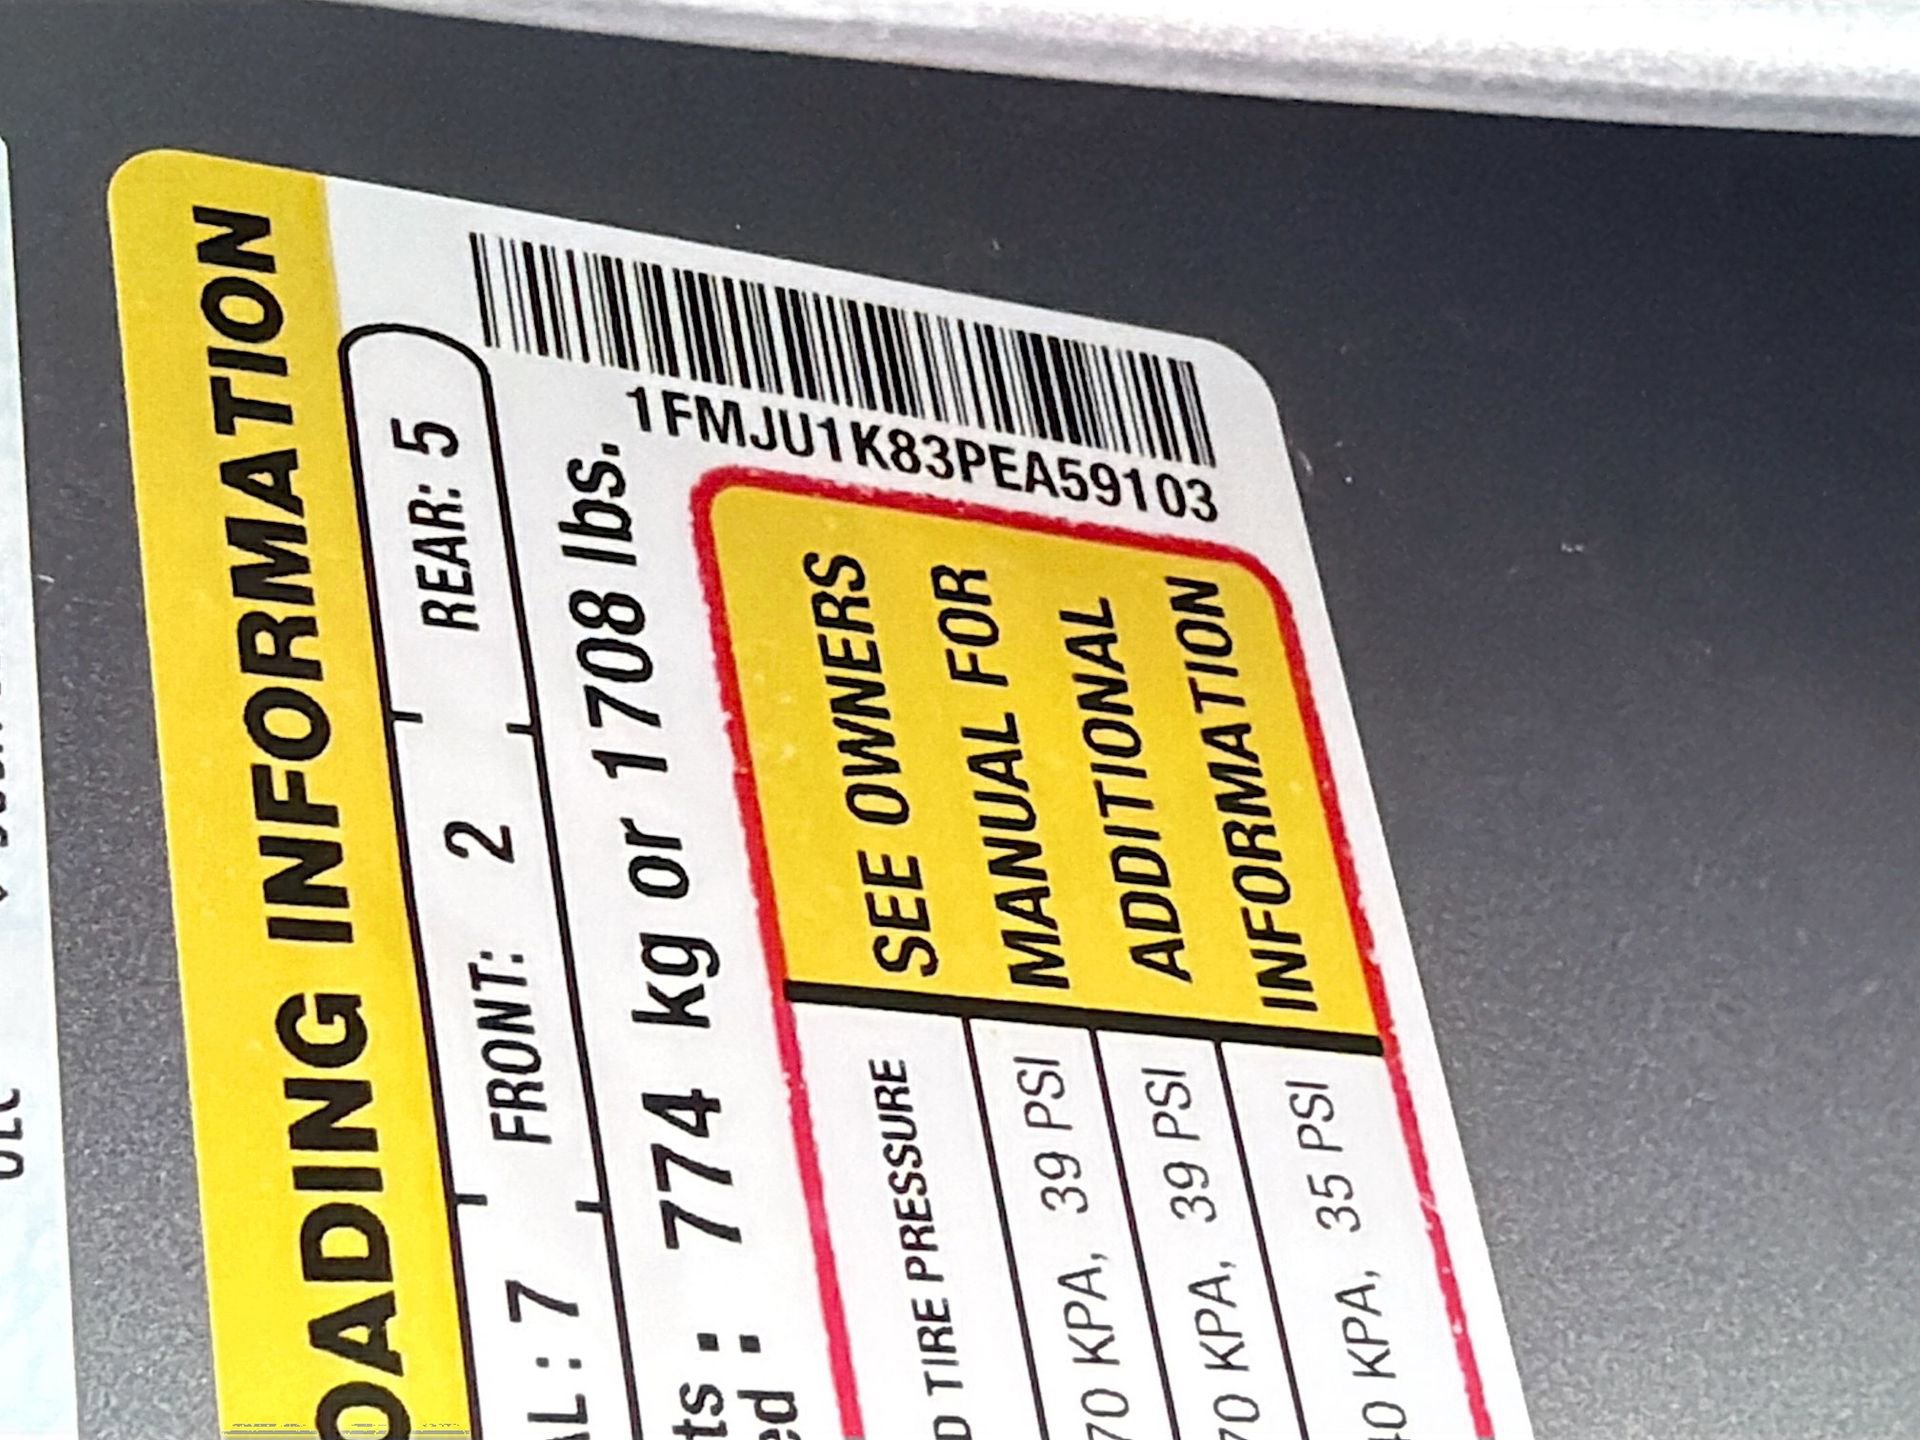 OADING INFORMATION
AL: 7 FRONT: 2 REAR: 5
ts : 774 kg or 1708 lbs.
ed
1FMJU1K83PEA59103
D TIRE PRESSURE
70 KPA, 39 PSI
70 KPA, 39 PSI
40 KPA, 35 PSI
SEE OWNERS
MANUAL FOR
ADDITIONAL
INFORMATION